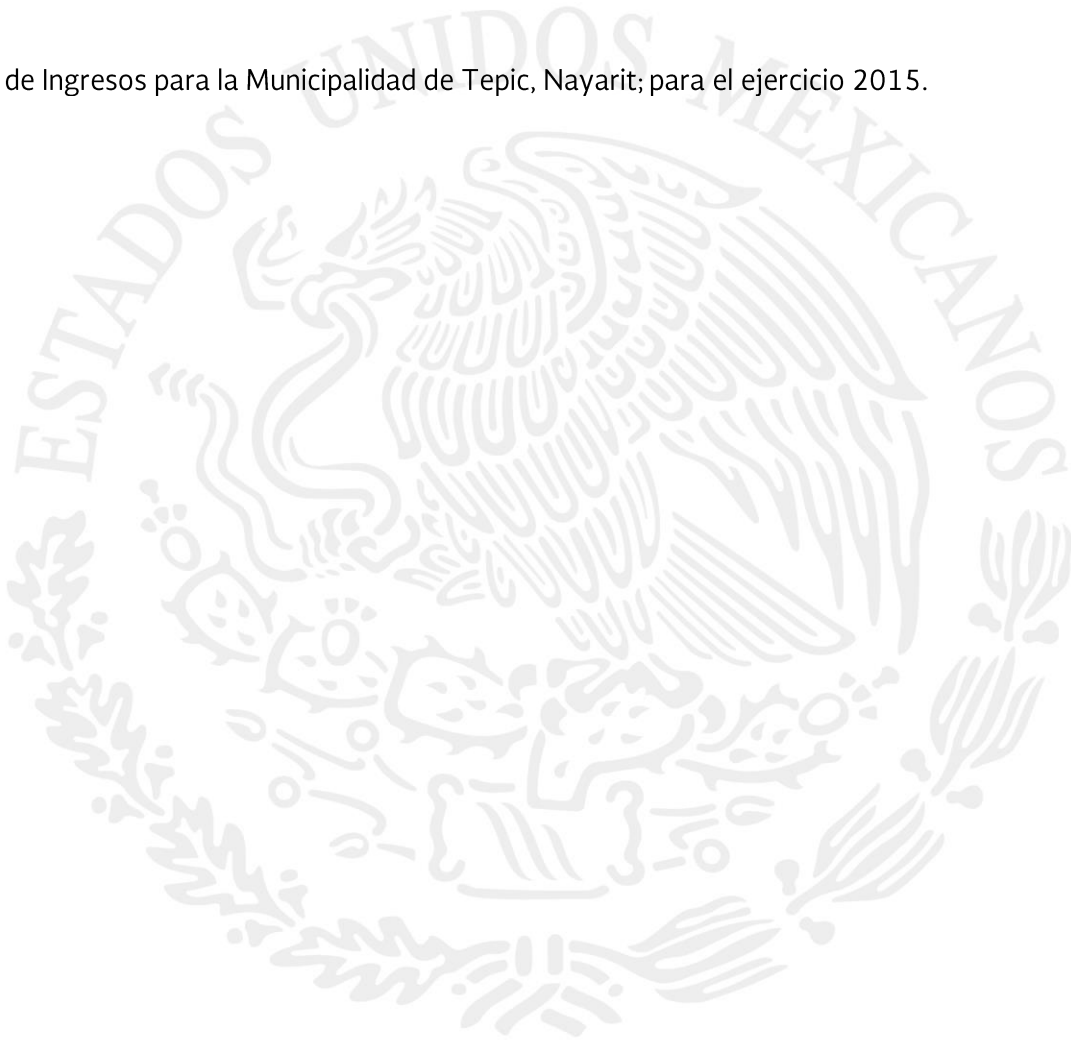 de Ingresos para la Municipalidad de Tepic, Nayarit; para el ejercicio 2015.
ESTADOS UNIDOS MEXICANOS